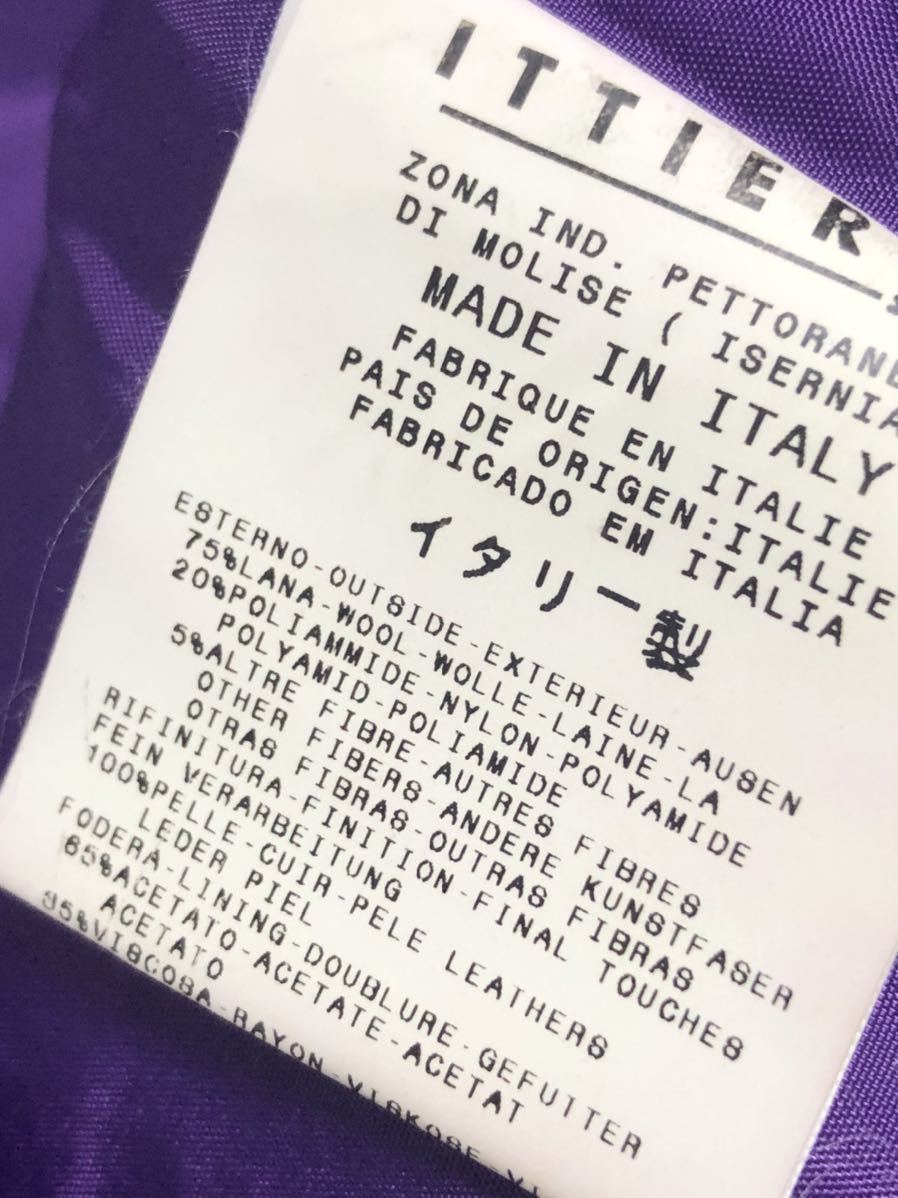 ITTIER
ZONA IND. PETTORANE
DI MOLISE ( ISERNIA
MADE IN ITALY
FABRIQUE EN ITALIE
PAIS DE ORIGEN:ITALIE
FABRICADO EM ITALIA
イタリー製
ESTERNO-OUTSIDE-EXTERIEUR-AUSEN
75%LANA-WOOL-WOLLE-LAINE-LA
20%POLIAMMIDE-NYLON-POLYAMIDE
POLYAMID-POLIAMIDE
5%ALTRE FIBRE-AUTRES FIBRES
OTHER FIBERS-ANDERE KUNSTFASER
OTRAS FIBRAS-OUTRAS FIBRAS
RIFINITURA-FINITION-FINAL TOUCHES
FEIN VERARBEITUNG
100%PELLE-CUIR-PELE LEATHERS
LEDER PIEL
FODERA-LINING-DOUBLURE-GEFUTTER
65%ACETATO-ACETATE-ACETAT
ACETATO
35%VISCOSA-RAYON-VISKOSE-VI